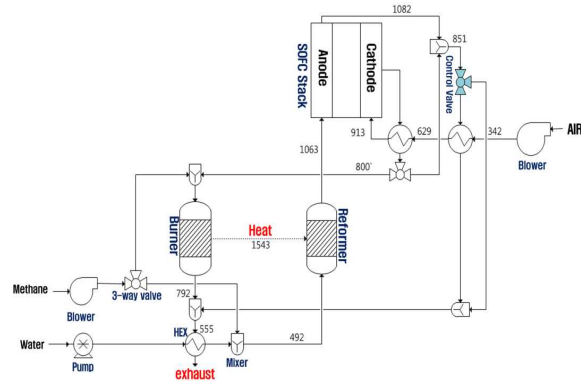 1082
851
SOFC Stack
Anode
Cathode
Control Valve
AIR
913
629
342
Blower
1063
800`
Burner
Heat
1543
Reformer
Methane
3-way valve
Blower
792
HEX
555
492
Water
Pump
exhaust
Mixer